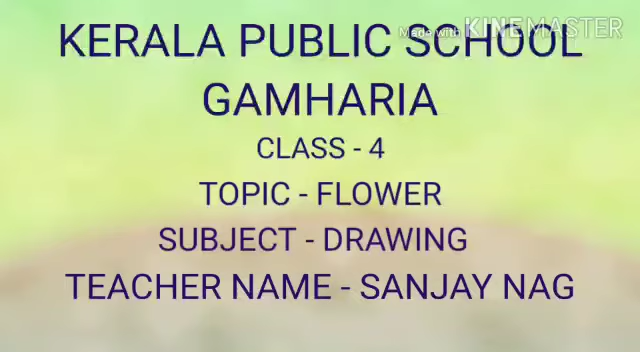 Made with KINEMASTER
KERALA PUBLIC SCHOOL
GAMHARIA
CLASS - 4
TOPIC - FLOWER
SUBJECT - DRAWING
TEACHER NAME - SANJAY NAG